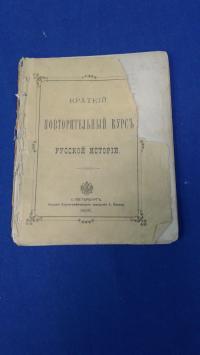 КРАТКІЙ
ПОВТОРИТЕЛЬНЫЙ КУРСЪ
РУССКОЙ ИСТОРІИ.
С.-ПЕТЕРБУРГЪ.